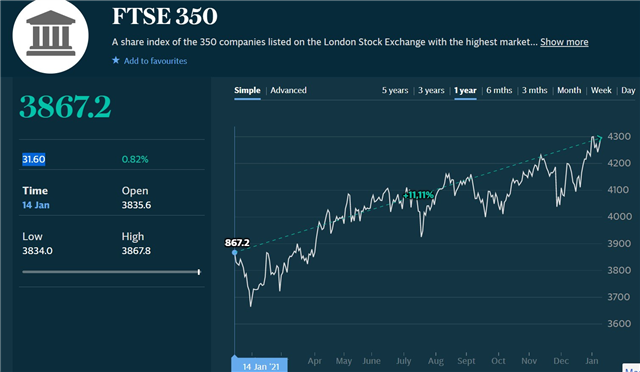 FTSE 350
A share index of the 350 companies listed on the London Stock Exchange with the highest market... Show more
★ Add to favourites
3867.2
31.60 0.82%
Time Open
14 Jan 3835.6
Low High
3834.0 3867.8
Simple | Advanced 5 years | 3 years | 1 year | 6 mths | 3 mths | Month | Week | Day
4300
4200
+11.11%
4100
4000
867.2
3900
3800
3700
3600
Apr May June July Aug Sept Oct Nov Dec Jan
14 Jan '21